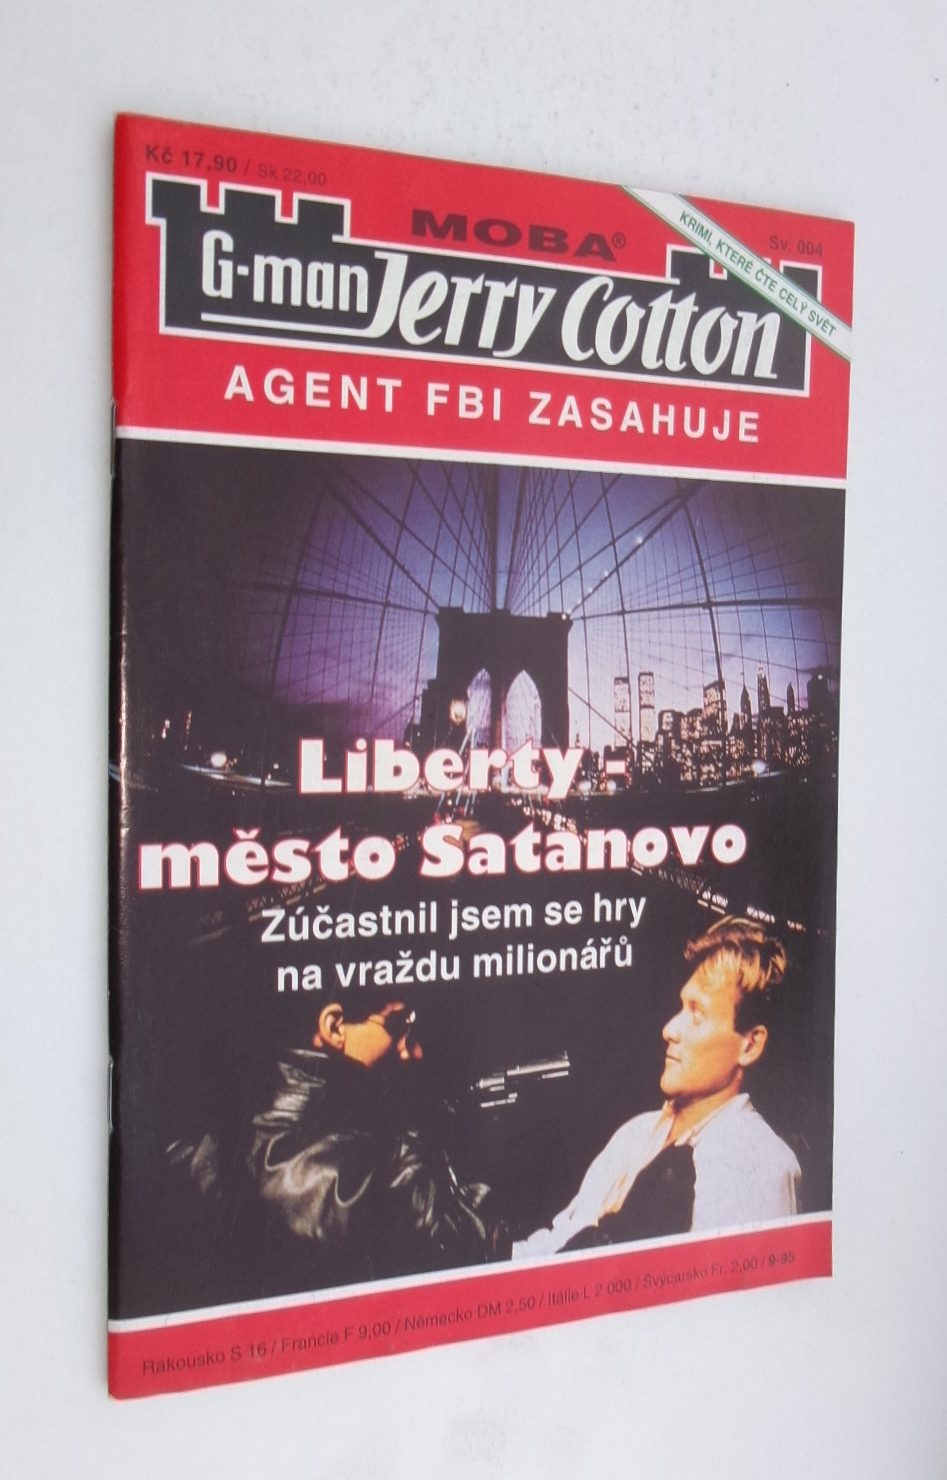 Kč 17,90 / Sk 22,00
MOBA®
Sv. 004
KRIMI, KTERÉ ČTE CELÝ SVĚT
G-man Jerry Cotton
AGENT FBI ZASAHUJE
Liberty -
město Satanovo
Zúčastnil jsem se hry
na vraždu milionářů
Rakousko S 16 / Francie F 9,00 / Německo DM 2,50 / Itálie L 2 000 / Švýcarsko Fr. 2,00 / 9-95